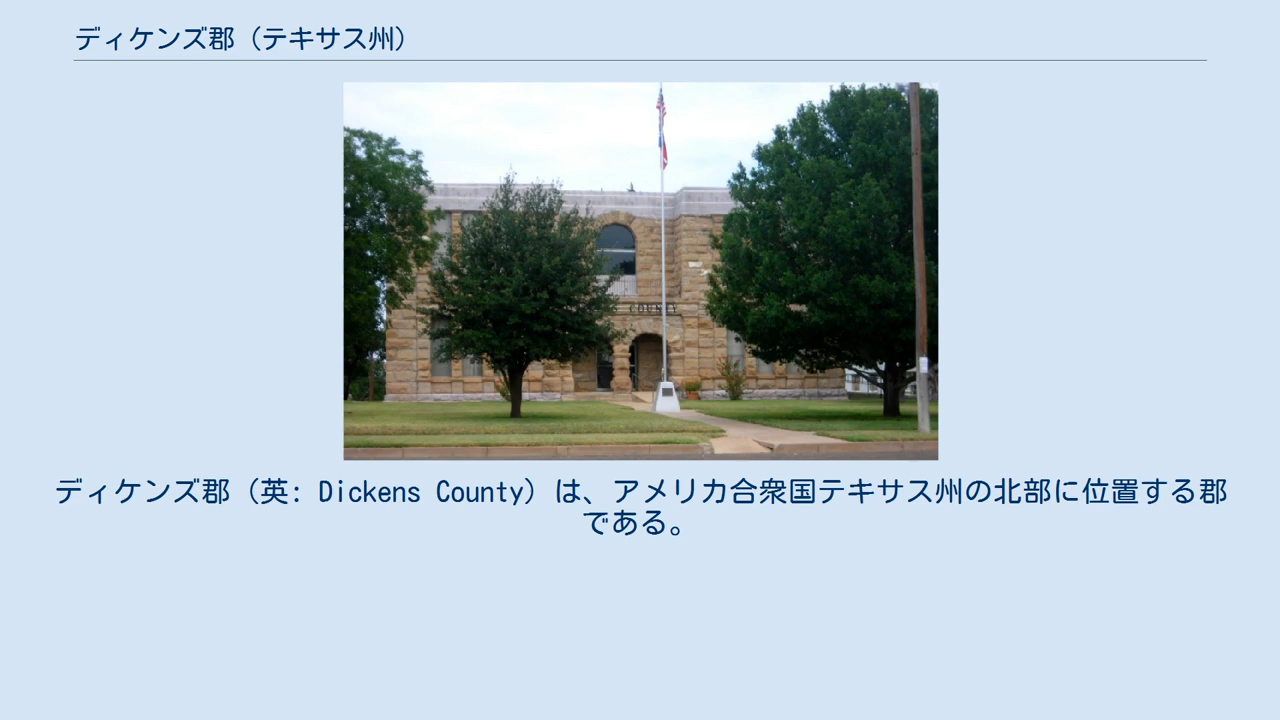 ディケンズ郡（テキサス州）
COUNTY
ディケンズ郡（英: Dickens County）は、アメリカ合衆国テキサス州の北部に位置する郡
である。